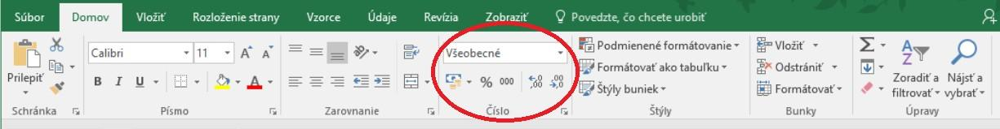 Súbor Domov Vložiť Rozloženie strany Vzorce Údaje Revízia Zobraziť Povedzte, čo chcete urobiť
Prilepiť
Schránka
Calibri 11
B I U A
Písmo
Zarovnanie
Všeobecné
% 000 ,0 ,00 ,00 ,0
Číslo
Podmienené formátovanie
Formátovať ako tabuľku
Štýly buniek
Štýly
Vložiť
Odstrániť
Formátovať
Bunky
Σ
Zoradiť a
filtrovať
Nájsť a
vybrať
Úpravy